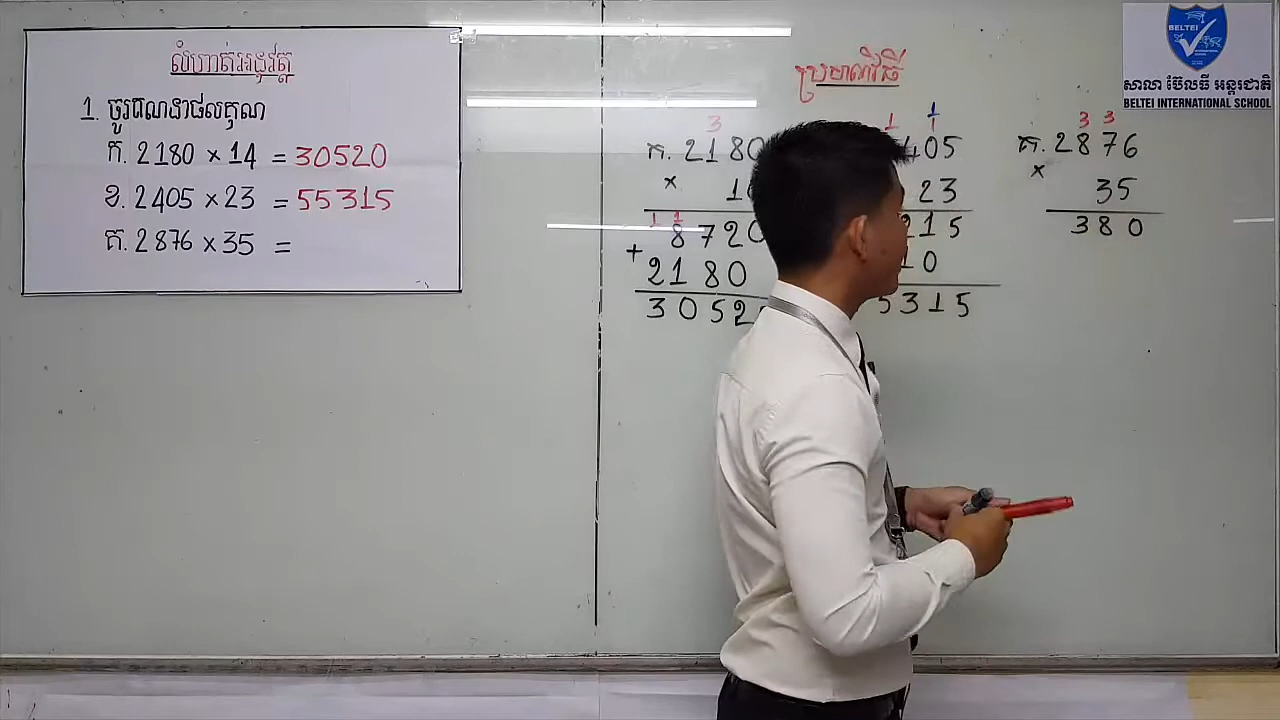 លំហាត់អនុវត្ត
1. ចូរគណនាផលគុណ
ក. 2180 × 14 = 30520
ខ. 2405 × 23 = 55315
គ. 2876 × 35 =
ប្រមាណវិធី
3
ក. 2180
× 1
1 1
8720
+
2180
3052
1
1 1
405
23
215
10
5315
3 3
គ. 2876
×
35
380
BELTEI
សាលា ប៊ែលធី អន្តរជាតិ
BELTEI INTERNATIONAL SCHOOL